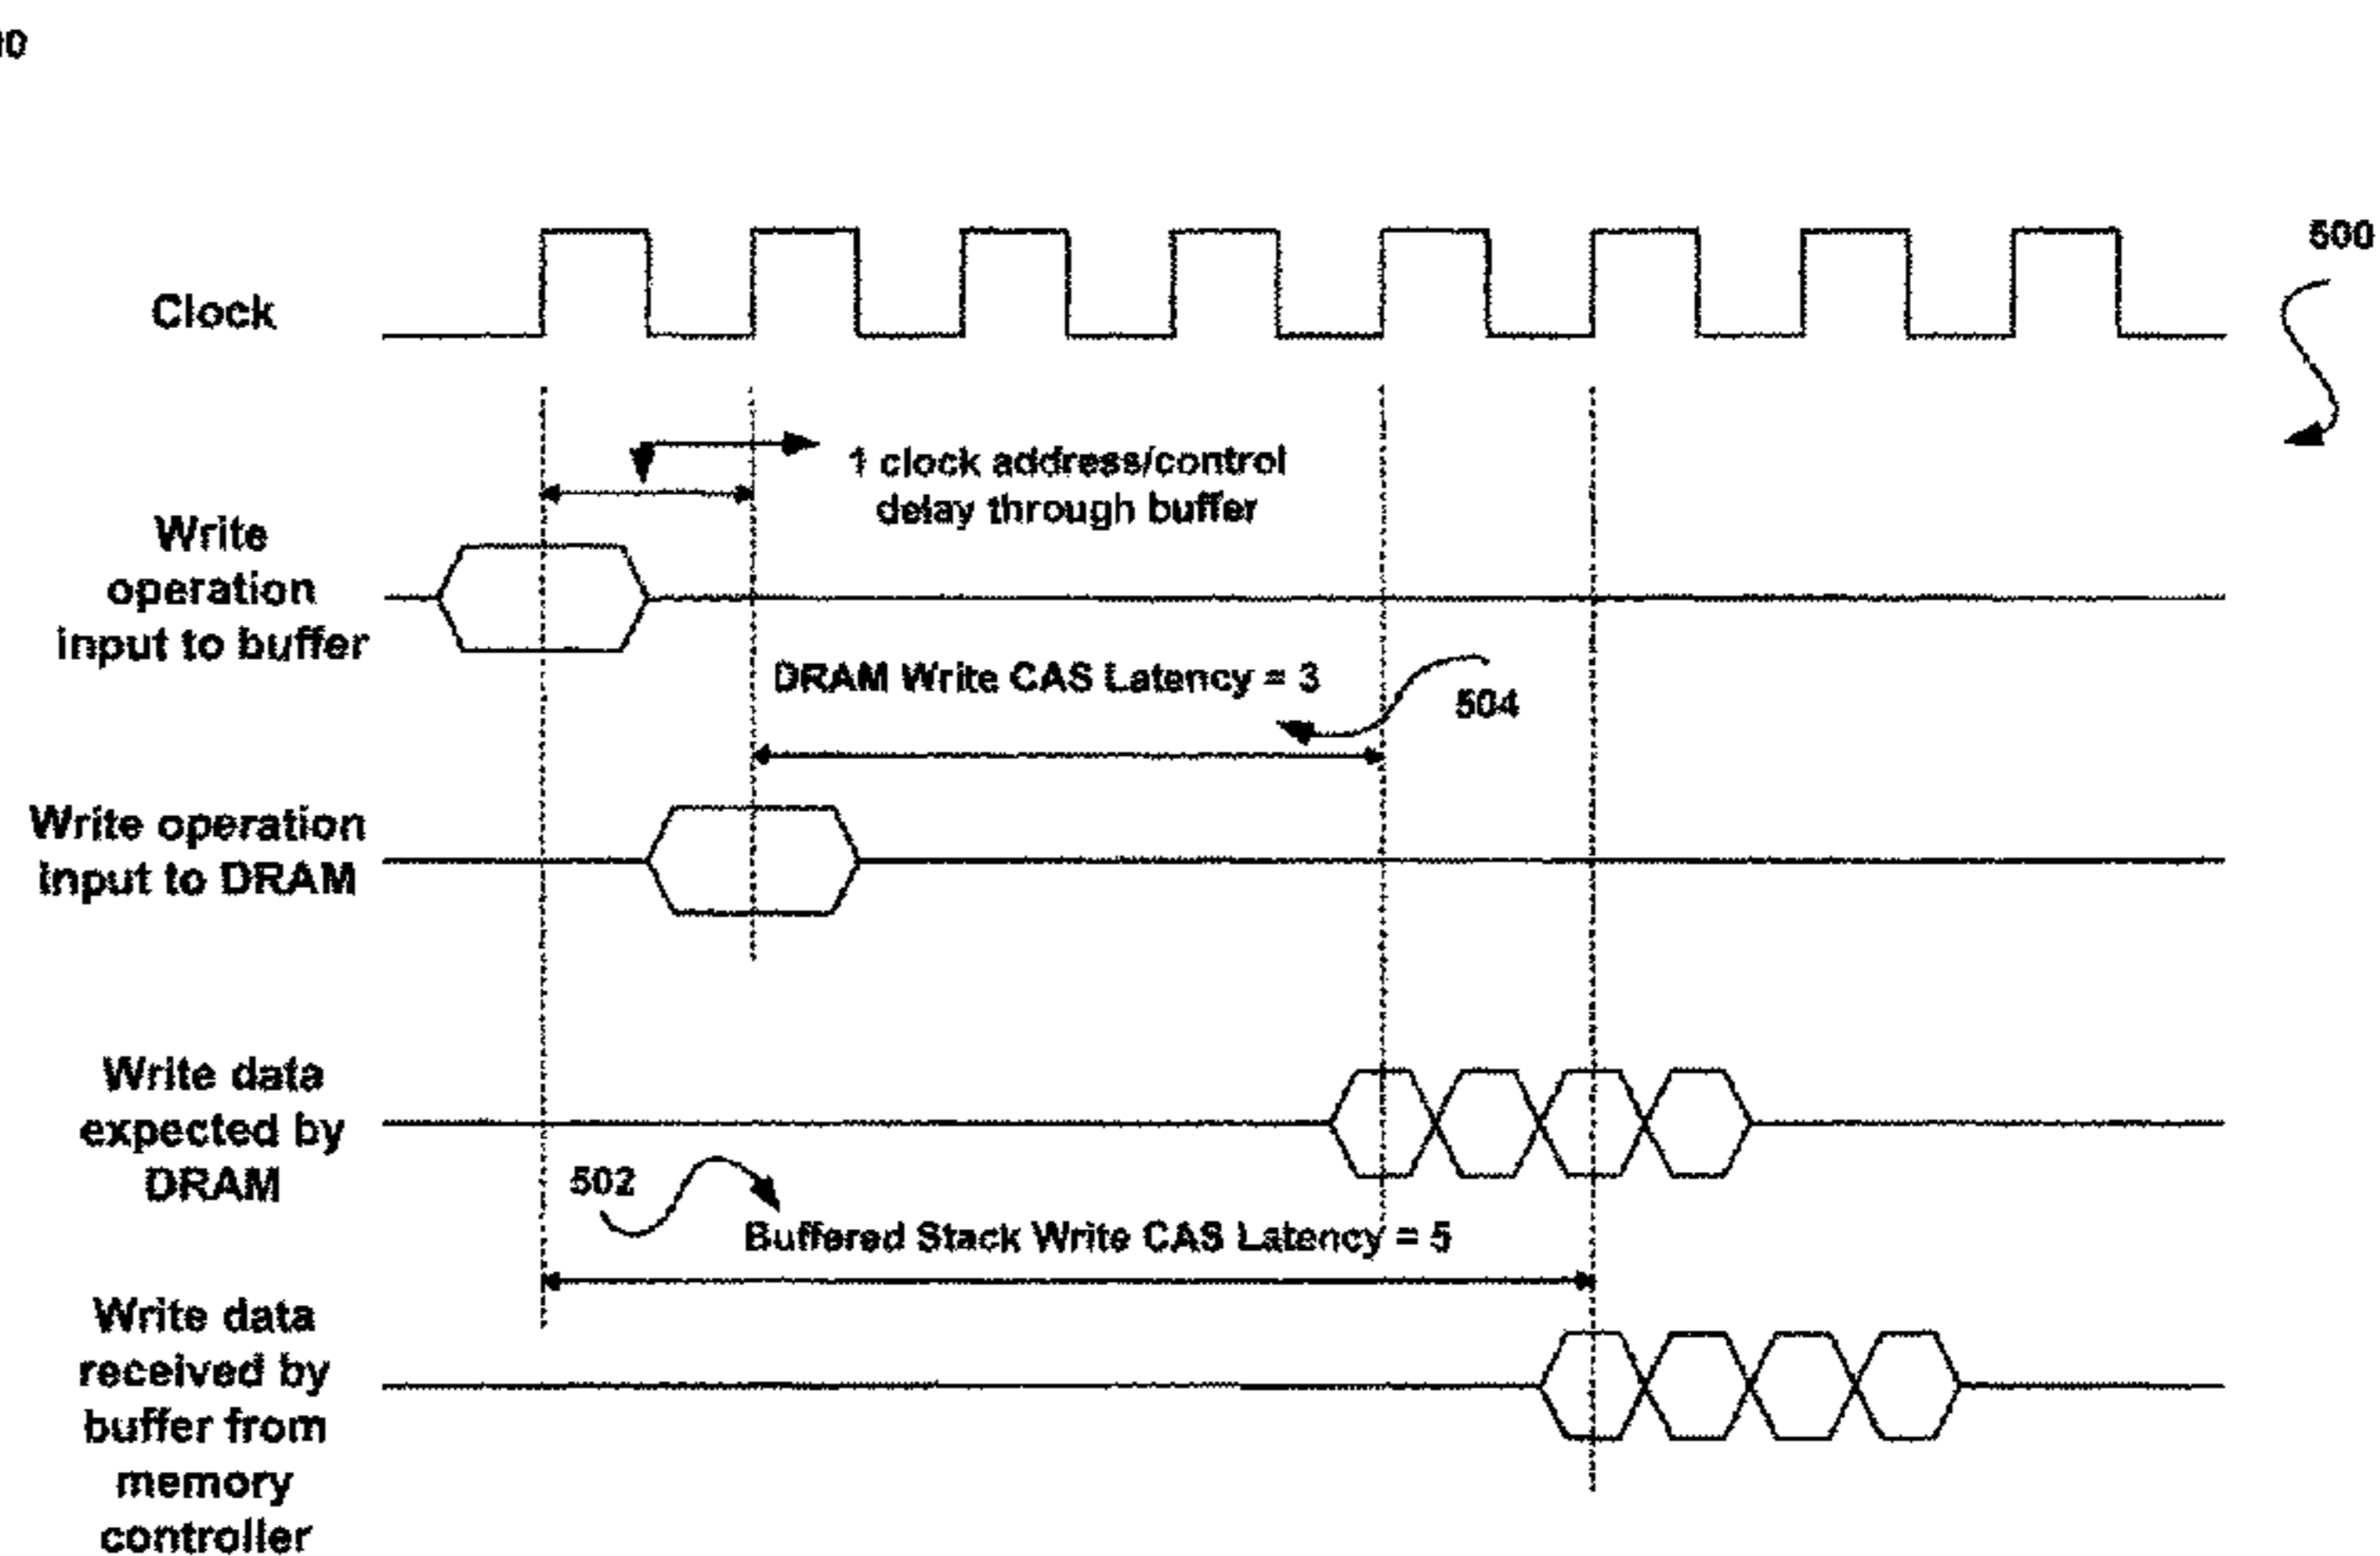 500
Clock
1 clock address/control
delay through buffer
Write
operation
input to buffer
DRAM Write CAS Latency = 3
504
Write operation
input to DRAM
Write data
expected by
DRAM
502
Buffered Stack Write CAS Latency = 5
Write data
received by
buffer from
memory
controller